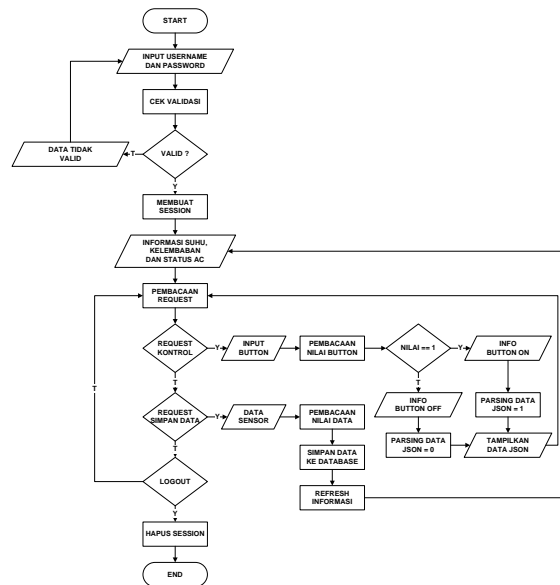 START
INPUT USERNAME
DAN PASSWORD
CEK VALIDASI
DATA TIDAK
VALID
T
VALID ?
Y
MEMBUAT
SESSION
INFORMASI SUHU,
KELEMBABAN
DAN STATUS AC
PEMBACAAN
REQUEST
T
REQUEST
KONTROL
Y
INPUT
BUTTON
PEMBACAAN
NILAI BUTTON
NILAI == 1
Y
INFO
BUTTON ON
T
T
INFO
BUTTON OFF
PARSING DATA
JSON = 1
REQUEST
SIMPAN DATA
Y
DATA
SENSOR
PEMBACAAN
NILAI DATA
PARSING DATA
JSON = 0
TAMPILKAN
DATA JSON
T
SIMPAN DATA
KE DATABASE
LOGOUT
REFRESH
INFORMASI
Y
HAPUS SESSION
END